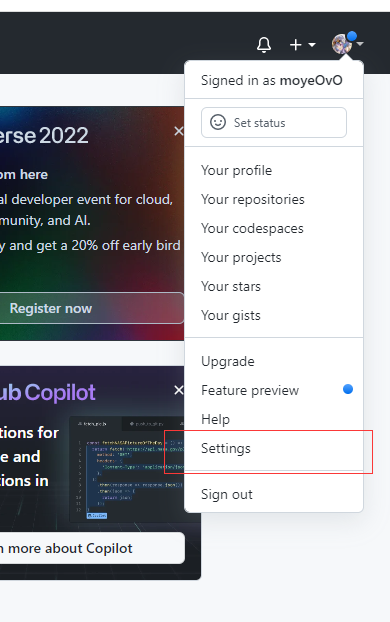 Signed in as moyeOvO
Set status
erse 2022
om here
al developer event for cloud,
munity, and AI.
y and get a 20% off early bird
Register now
Your profile
Your repositories
Your codespaces
Your projects
Your stars
Your gists
Upgrade
Feature preview
Help
Settings
Sign out
ub Copilot
tions for
e and
tions in
n more about Copilot